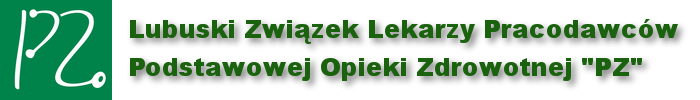 PZ
Lubuski Związek Lekarzy Pracodawców
Podstawowej Opieki Zdrowotnej "PZ"